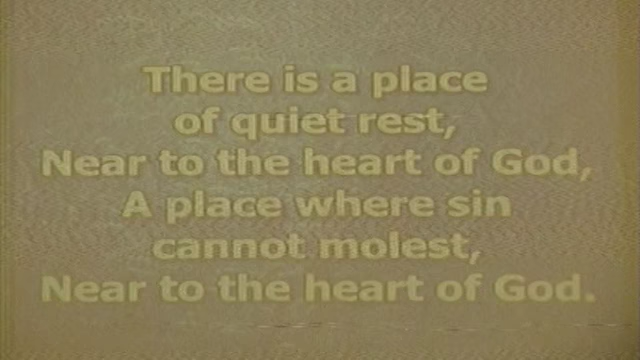 There is a place
of quiet rest,
Near to the heart of God,
A place where sin
cannot molest,
Near to the heart of God.